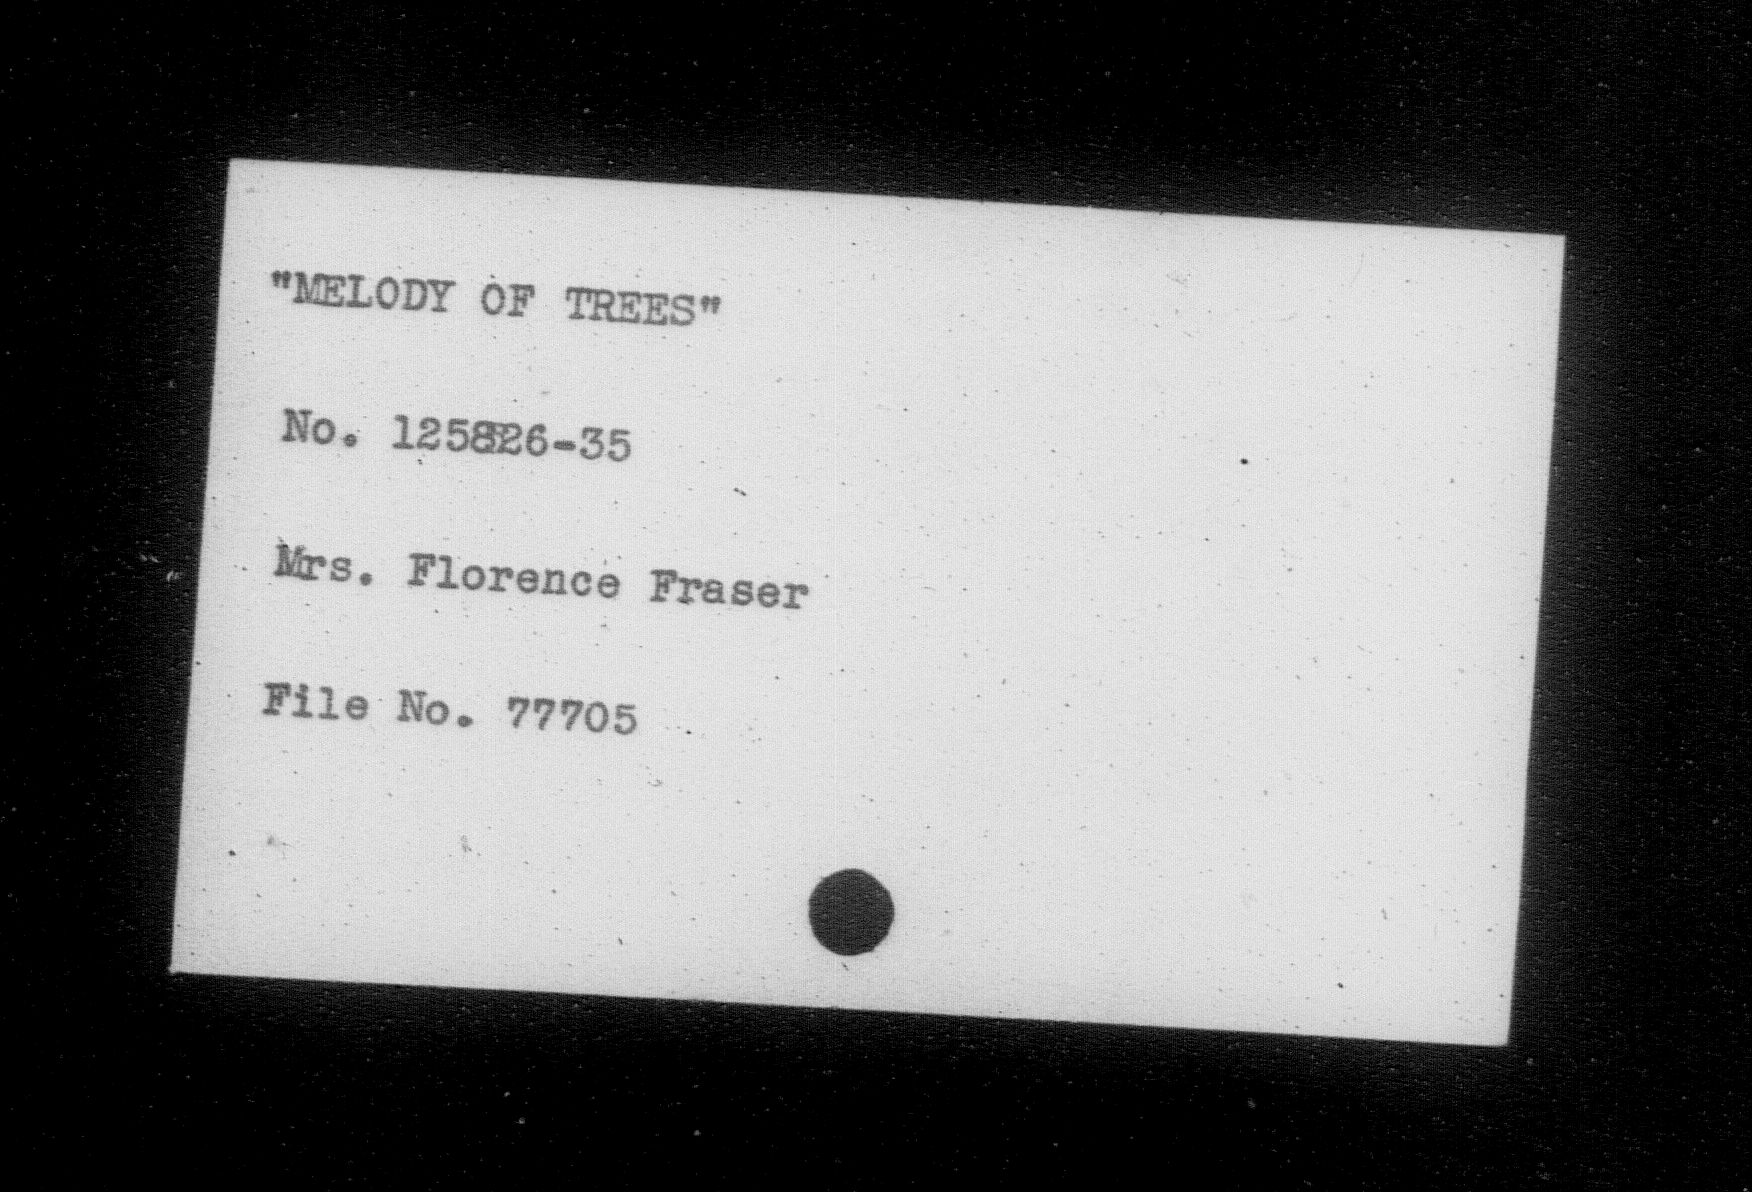 "MELODY OF TREES"
No. 125826-35
Mrs. Florence Fraser
File No. 77705